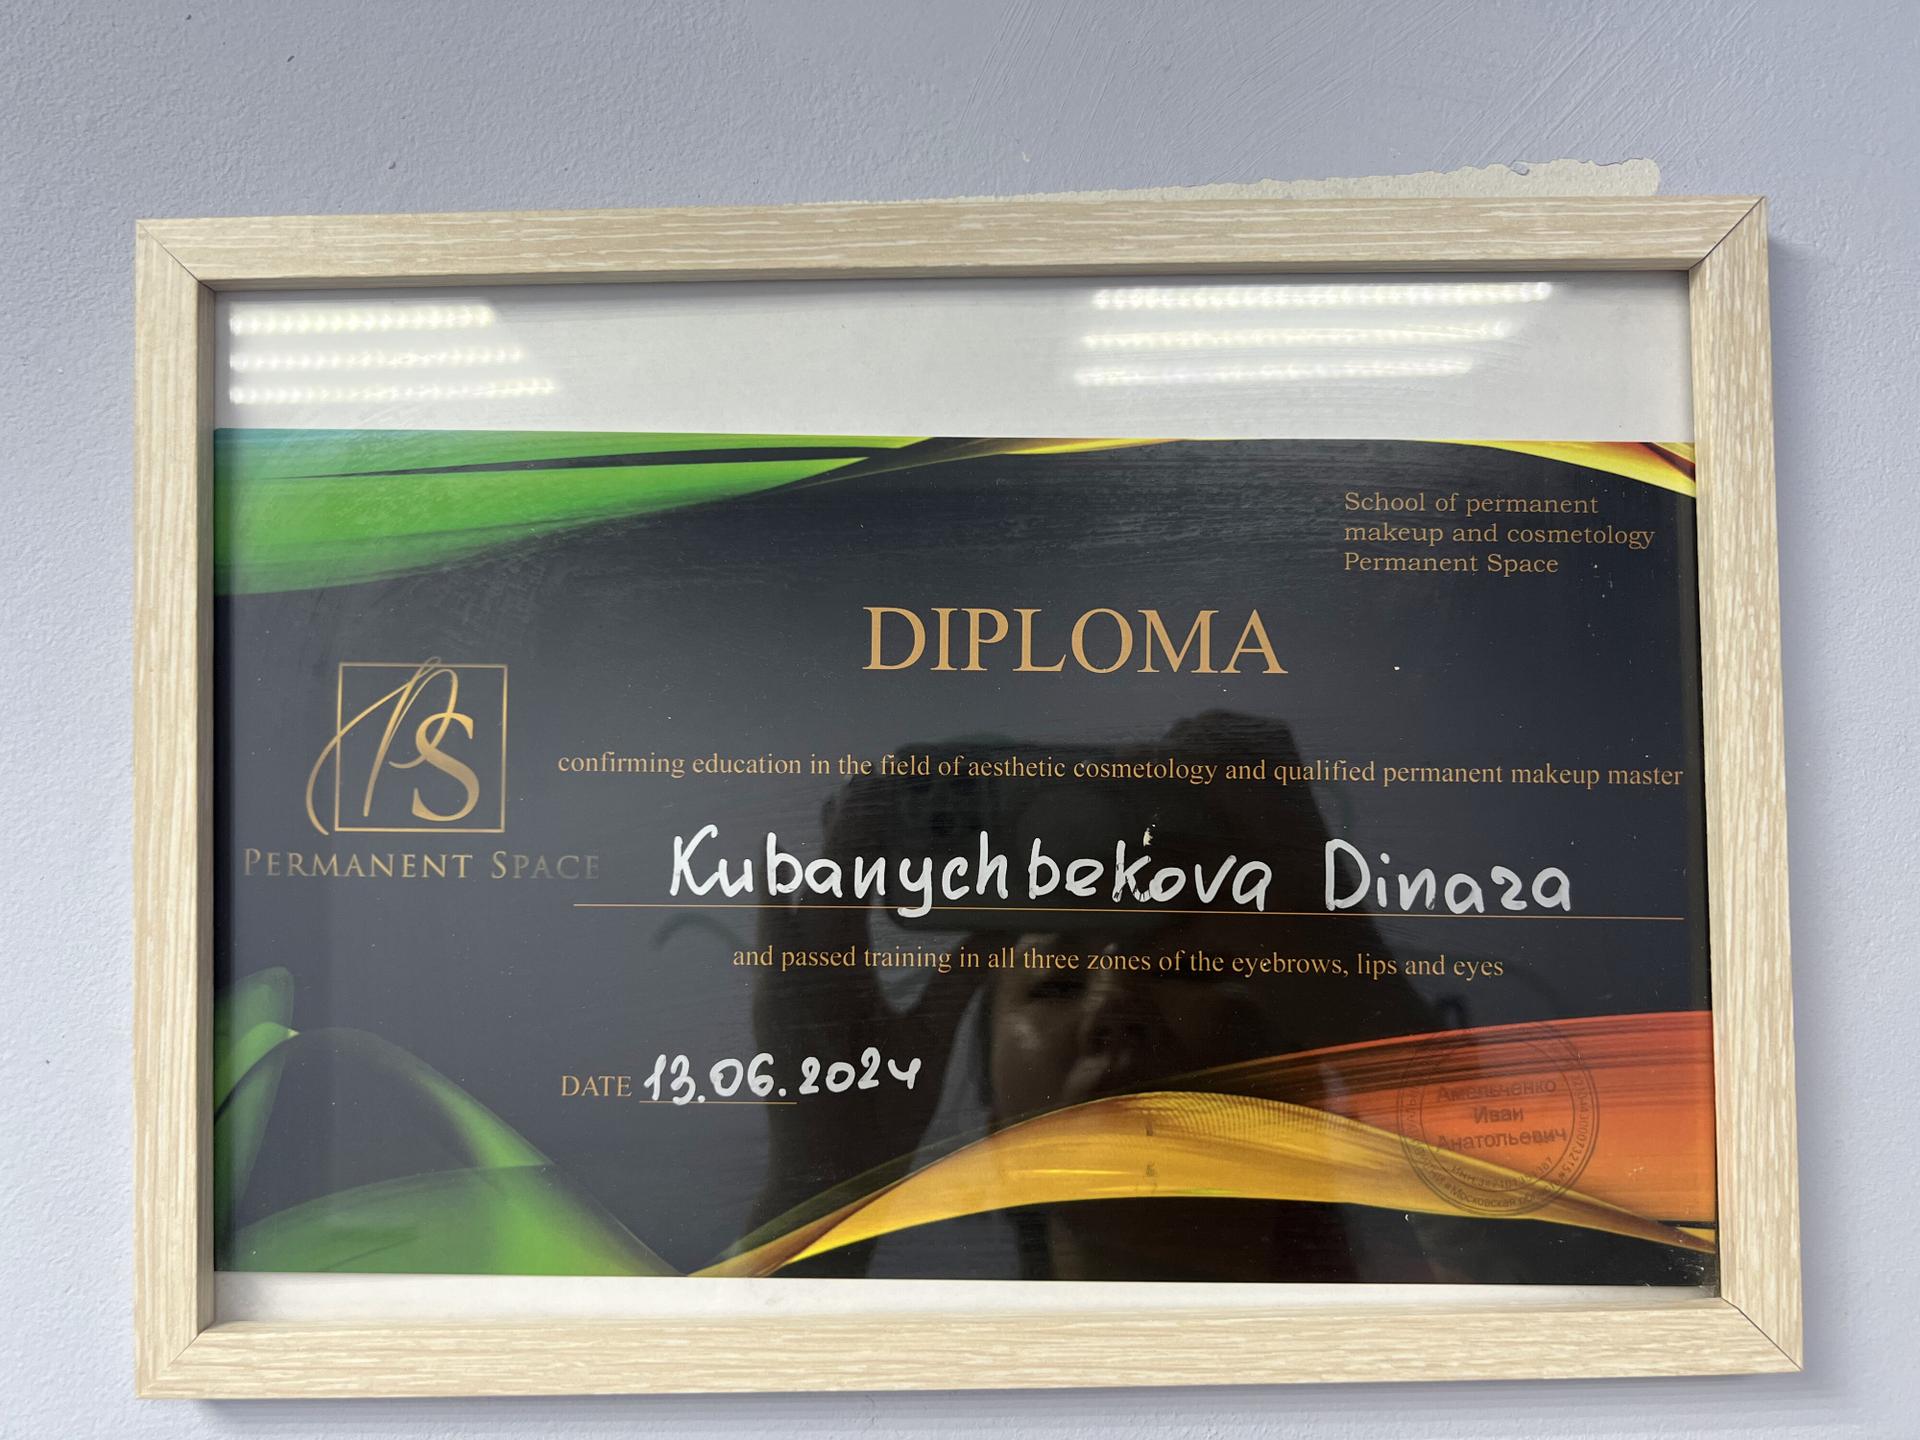 School of permanent
makeup and cosmetology
Permanent Space
DIPLOMA
PS
PERMANENT SPACE
confirming education in the field of aesthetic cosmetology and qualified permanent makeup master
Kubanychbekova Dinaza
and passed training in all three zones of the eyebrows, lips and eyes
DATE 13.06.2024
Амельченко
Иван
Анатольевич